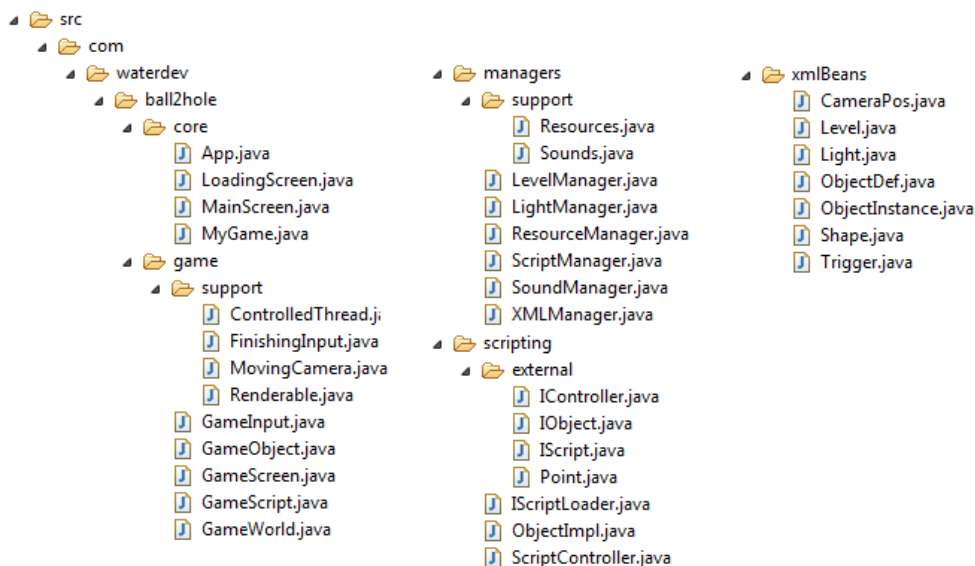 src
com
waterdev
ball2hole
core
App.java
LoadingScreen.java
MainScreen.java
MyGame.java
game
support
ControlledThread.ja
FinishingInput.java
MovingCamera.java
Renderable.java
GameInput.java
GameObject.java
GameScreen.java
GameScript.java
GameWorld.java
managers
support
Resources.java
Sounds.java
LevelManager.java
LightManager.java
ResourceManager.java
ScriptManager.java
SoundManager.java
XMLManager.java
scripting
external
IController.java
IObject.java
IScript.java
Point.java
IScriptLoader.java
ObjectImpl.java
ScriptController.java
xmlBeans
CameraPos.java
Level.java
Light.java
ObjectDef.java
ObjectInstance.java
Shape.java
Trigger.java